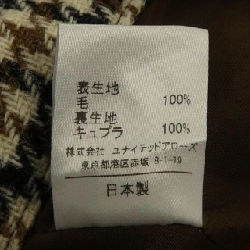 表生地
毛 100%
裏生地
キュプラ 100%
株式会社 ユナイテッドアローズ
東京都港区赤坂 8-1-19
日本製